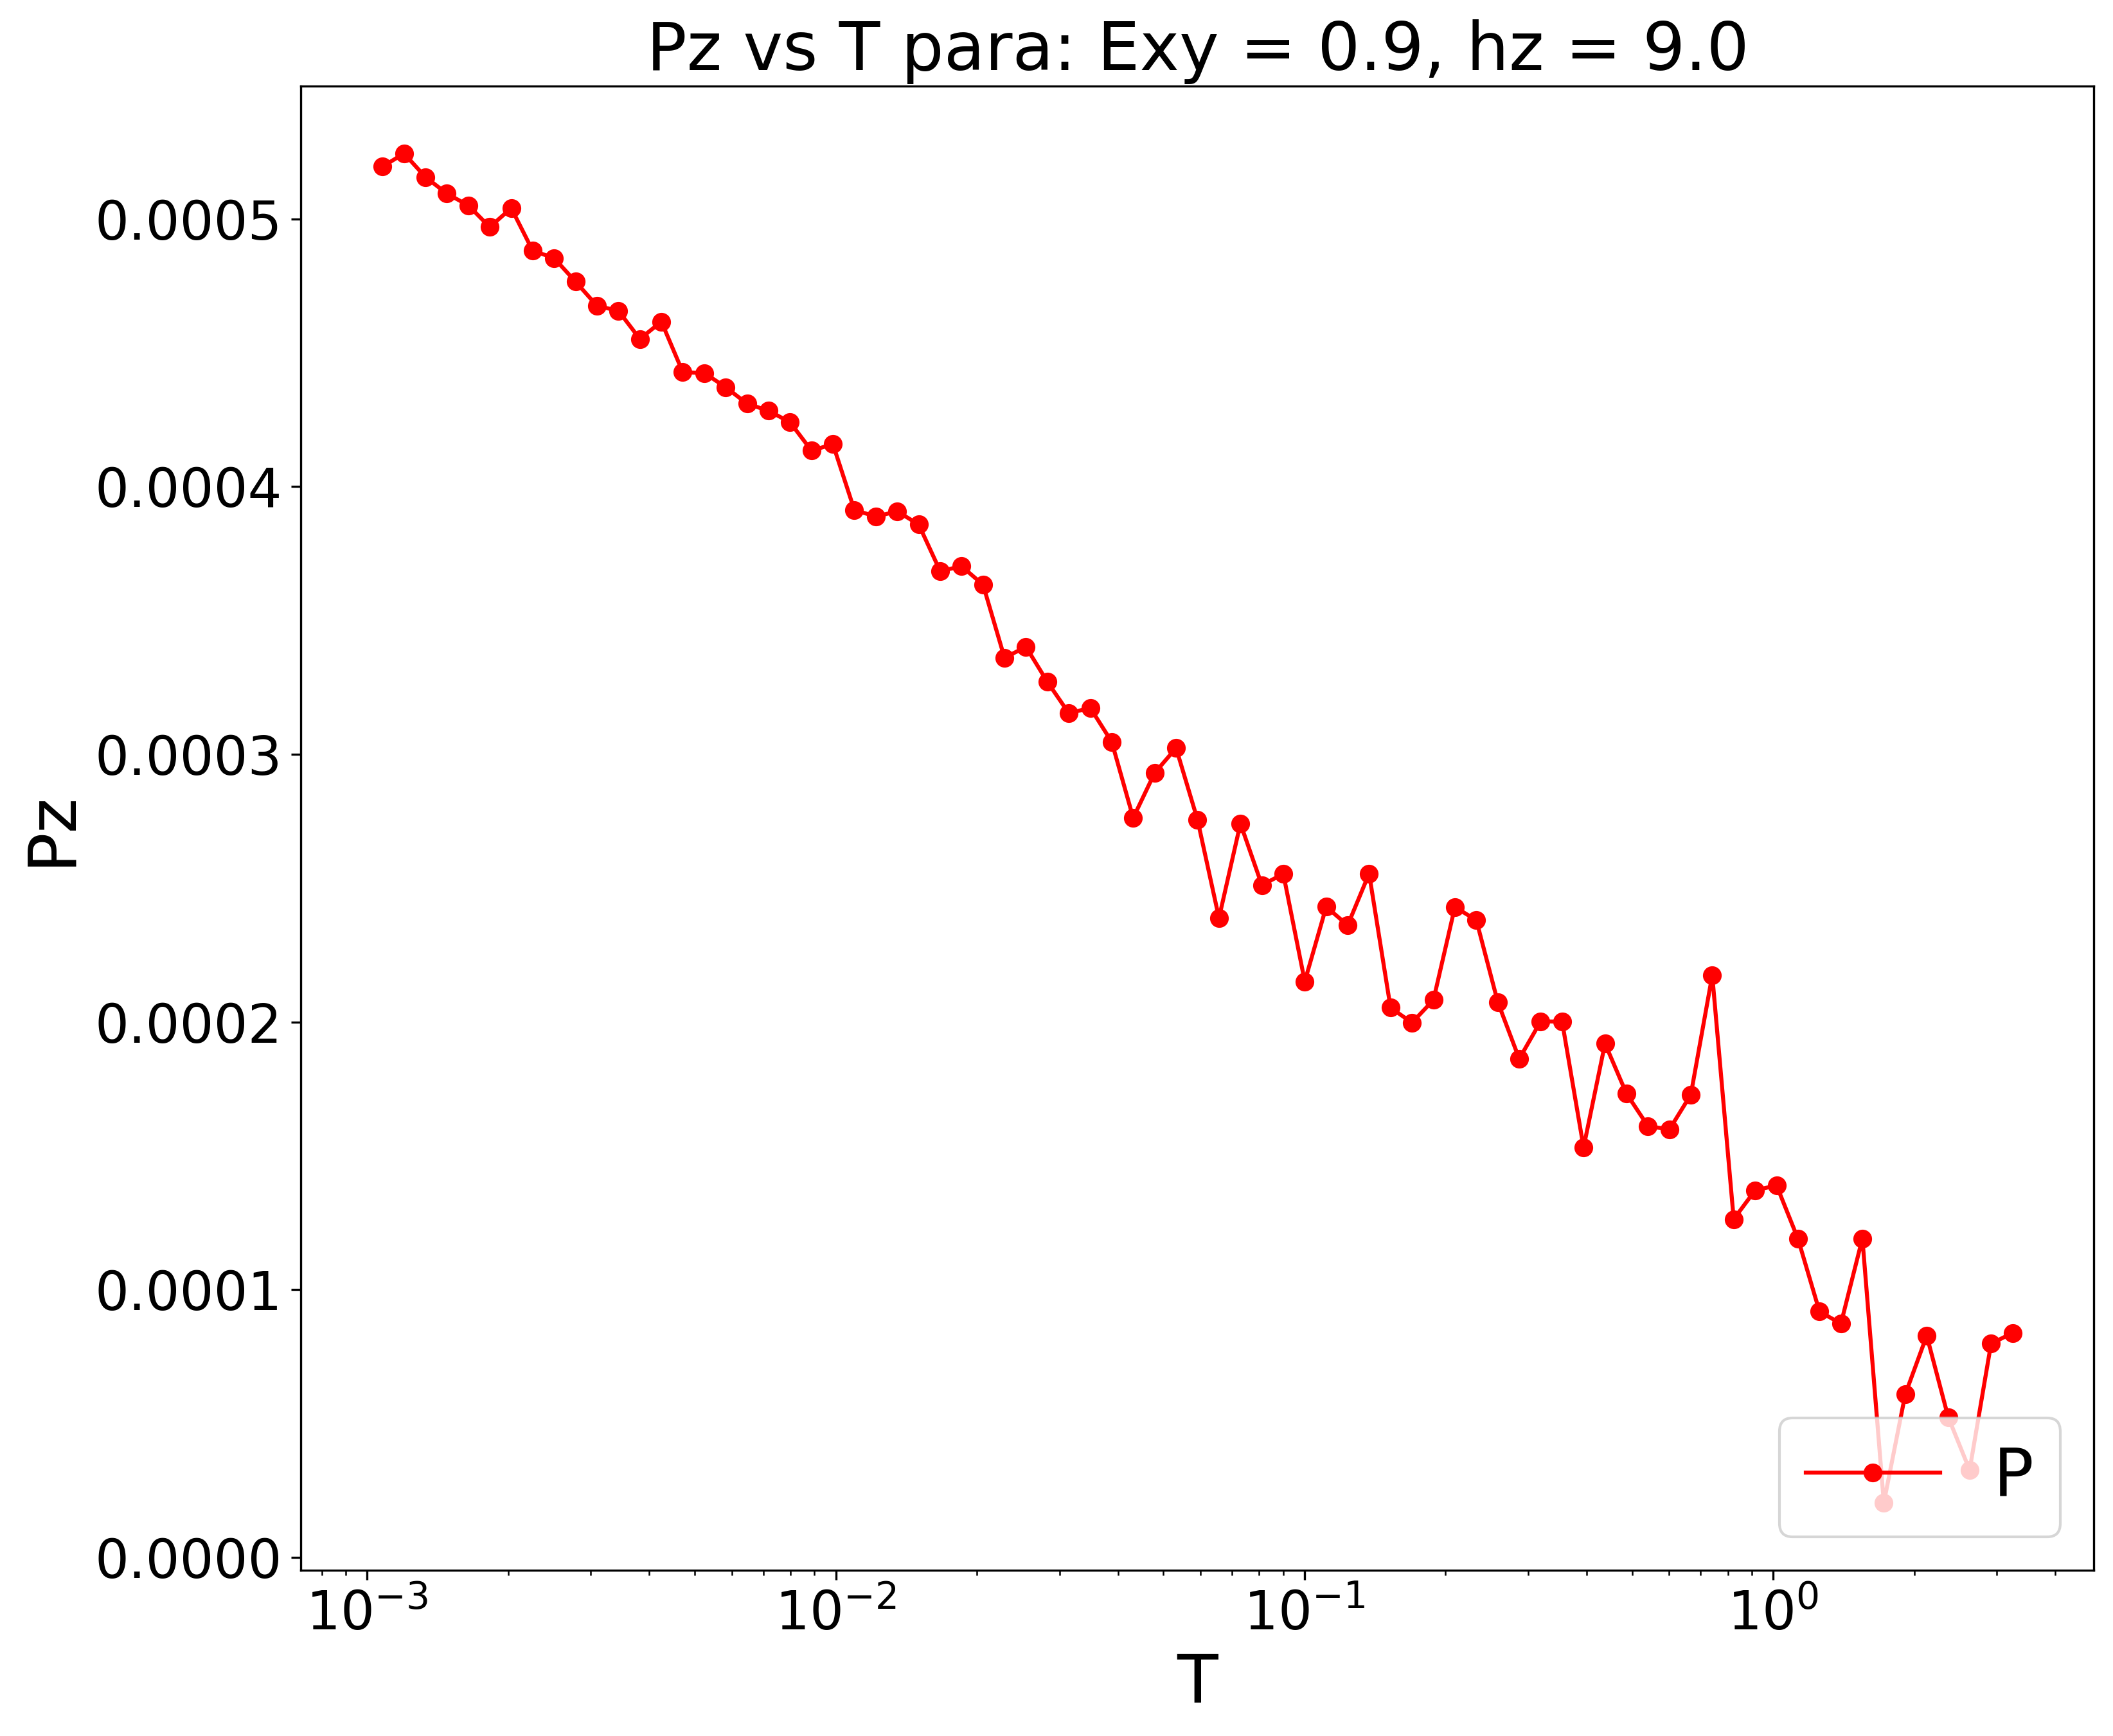 Pz vs T para: Exy = 0.9, hz = 9.0
0.0005
0.0004
0.0003
0.0002
0.0001
0.0000
Pz
P
10⁻³ 10⁻² 10⁻¹ 10⁰
T